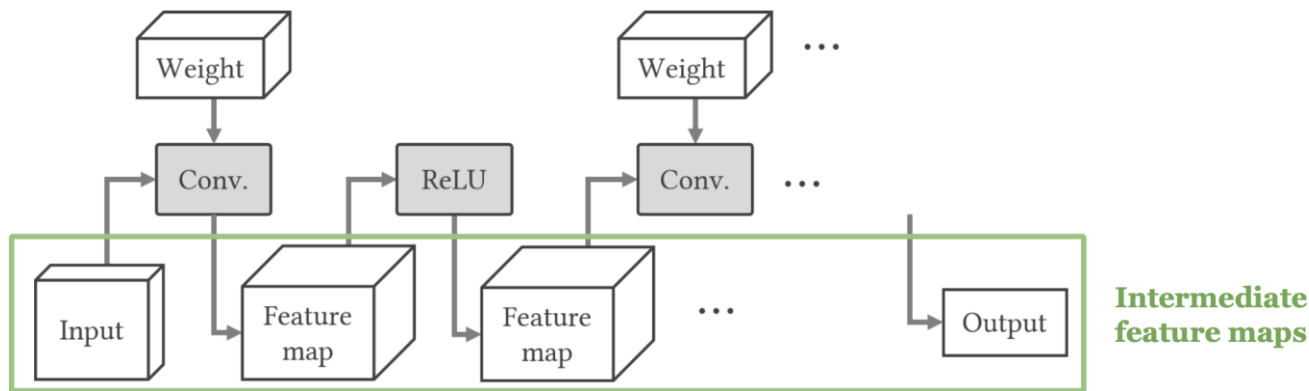 Weight
Weight
...
Conv.
ReLU
Conv.
...
Input
Feature
map
Feature
map
...
Output
Intermediate
feature maps